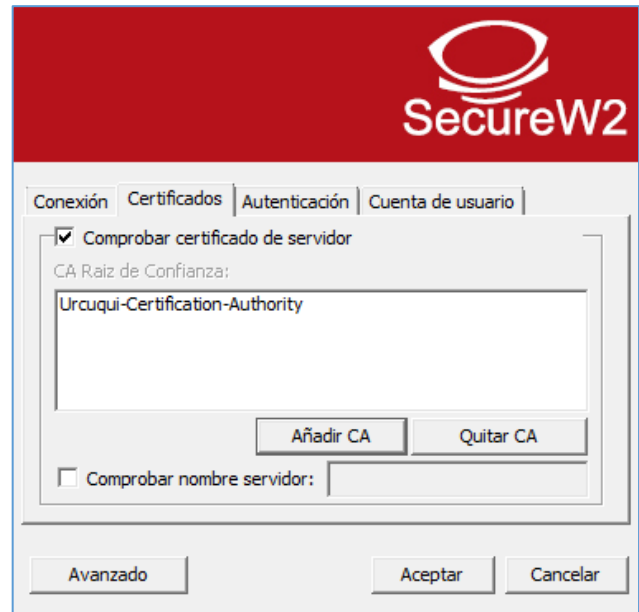 SecureW2
Conexión Certificados Autenticación Cuenta de usuario
Comprobar certificado de servidor
CA Raiz de Confianza:
Urcuqui-Certification-Authority
Añadir CA Quitar CA
Comprobar nombre servidor:
Avanzado Aceptar Cancelar